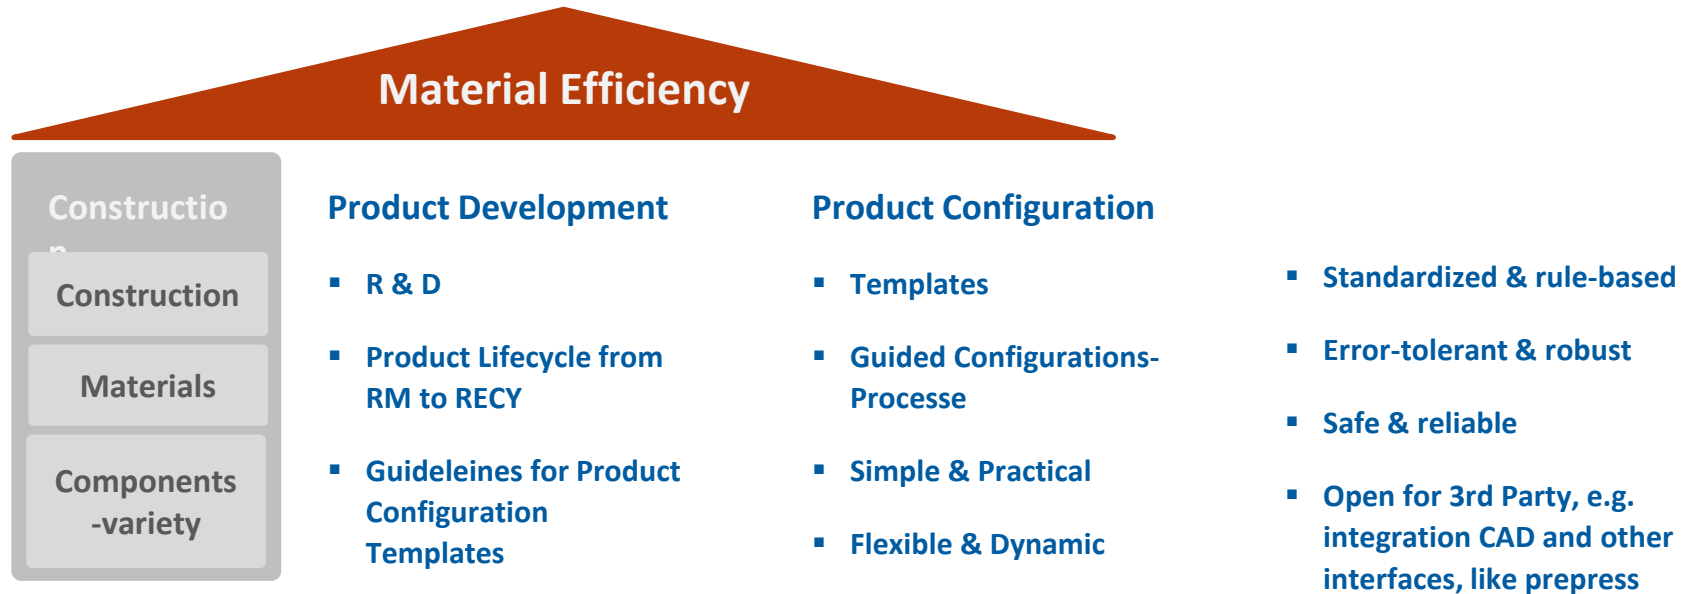 Material Efficiency
Constructio
n
Construction
Materials
Components
-variety
Product Development
▪ R & D
▪ Product Lifecycle from
RM to RECY
▪ Guideleines for Product
Configuration
Templates
Product Configuration
▪ Templates
▪ Guided Configurations-
Processe
▪ Simple & Practical
▪ Flexible & Dynamic
▪ Standardized & rule-based
▪ Error-tolerant & robust
▪ Safe & reliable
▪ Open for 3rd Party, e.g.
integration CAD and other
interfaces, like prepress